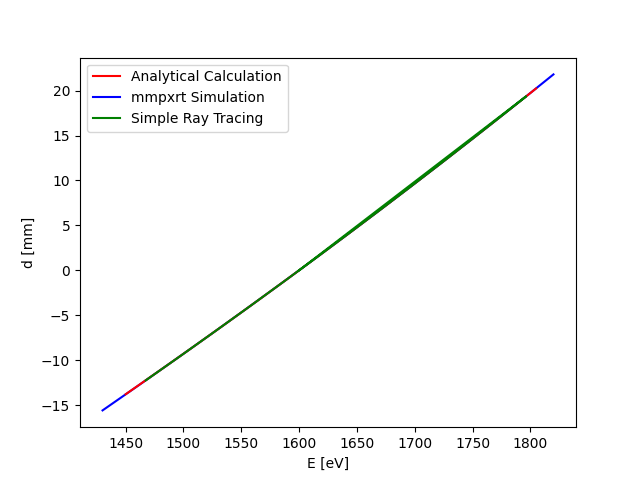 Analytical Calculation
mmpxrt Simulation
Simple Ray Tracing
20
15
10
5
0
−5
−10
−15
d [mm]
1450 1500 1550 1600 1650 1700 1750 1800
E [eV]